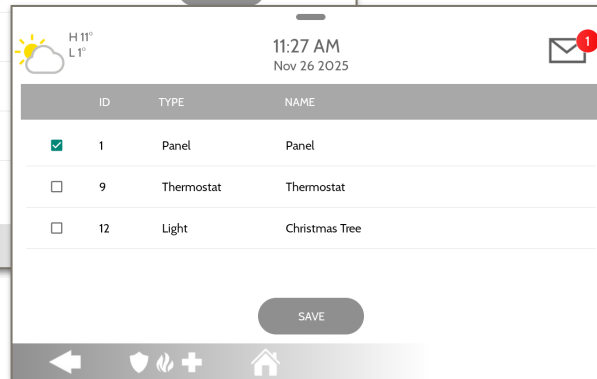 H 11°
L 1°
11:27 AM
Nov 26 2025
1
ID TYPE NAME
1 Panel Panel
9 Thermostat Thermostat
12 Light Christmas Tree
SAVE